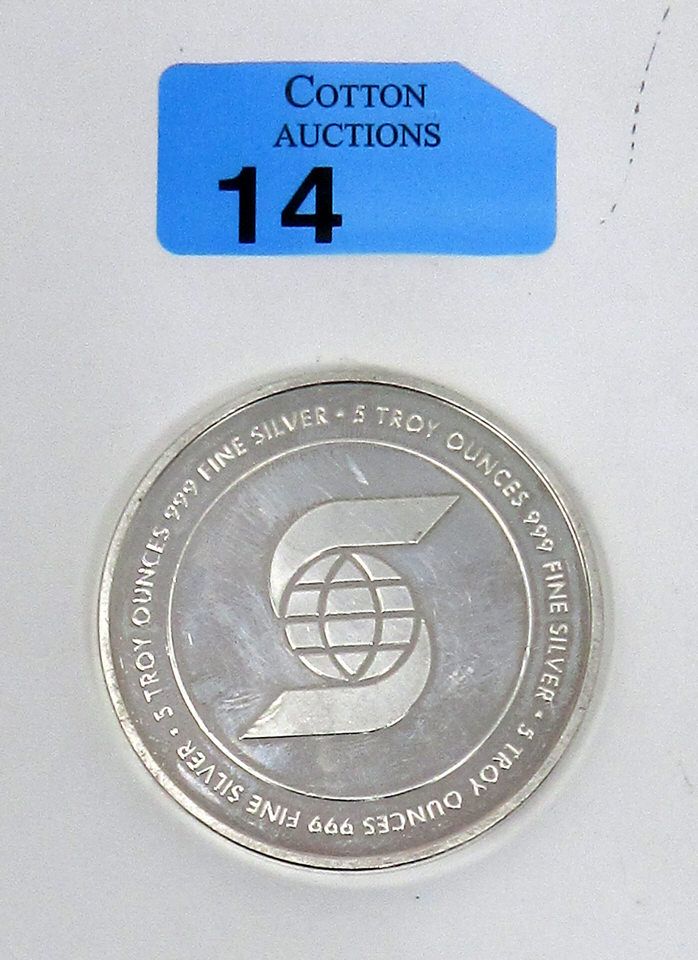 COTTON
AUCTIONS
14
5 TROY OUNCES 999 FINE SILVER • 5 TROY OUNCES 999 FINE SILVER • 5 TROY OUNCES 999 FINE SILVER •